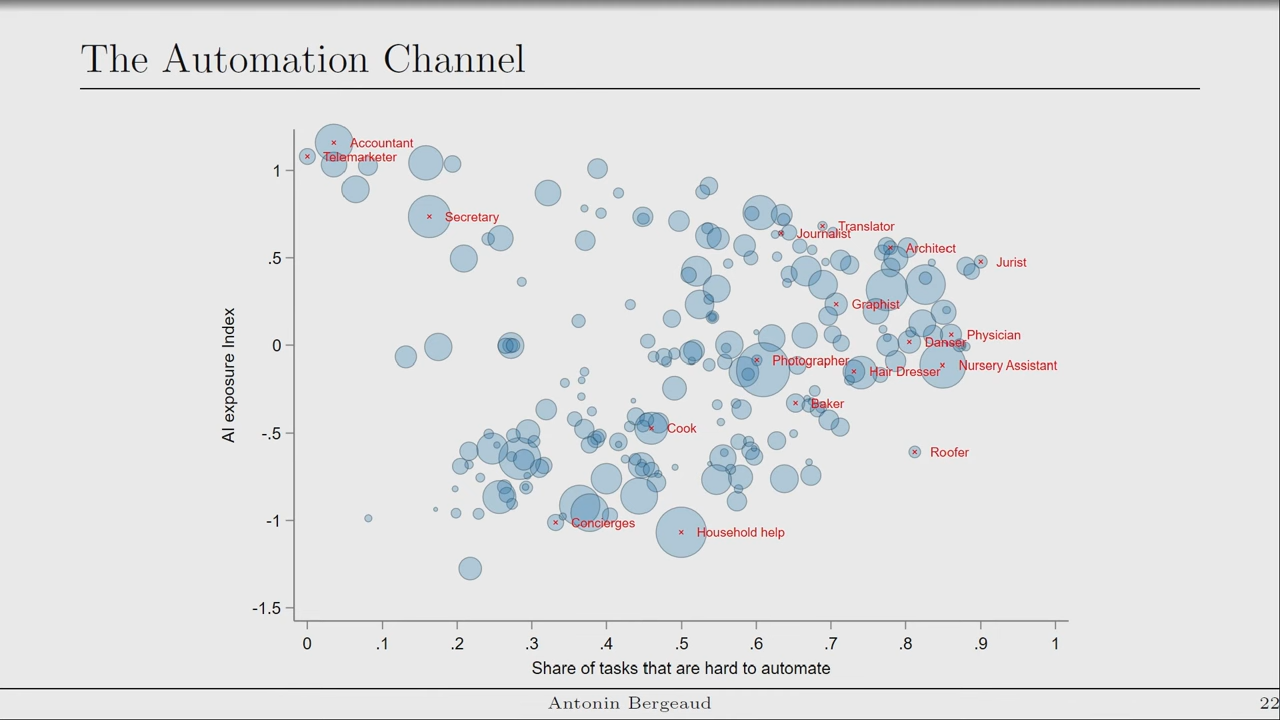 The Automation Channel
Accountant
Telemarketer
Secretary
Translator
Journalist
Architect
Jurist
Graphist
Physician
Danser
Photographer
Nursery Assistant
Hair Dresser
Baker
Cook
Roofer
Concierges
Household help
AI exposure Index
1
.5
0
-.5
-1
-1.5
0 .1 .2 .3 .4 .5 .6 .7 .8 .9 1
Share of tasks that are hard to automate
Antonin Bergeaud
22